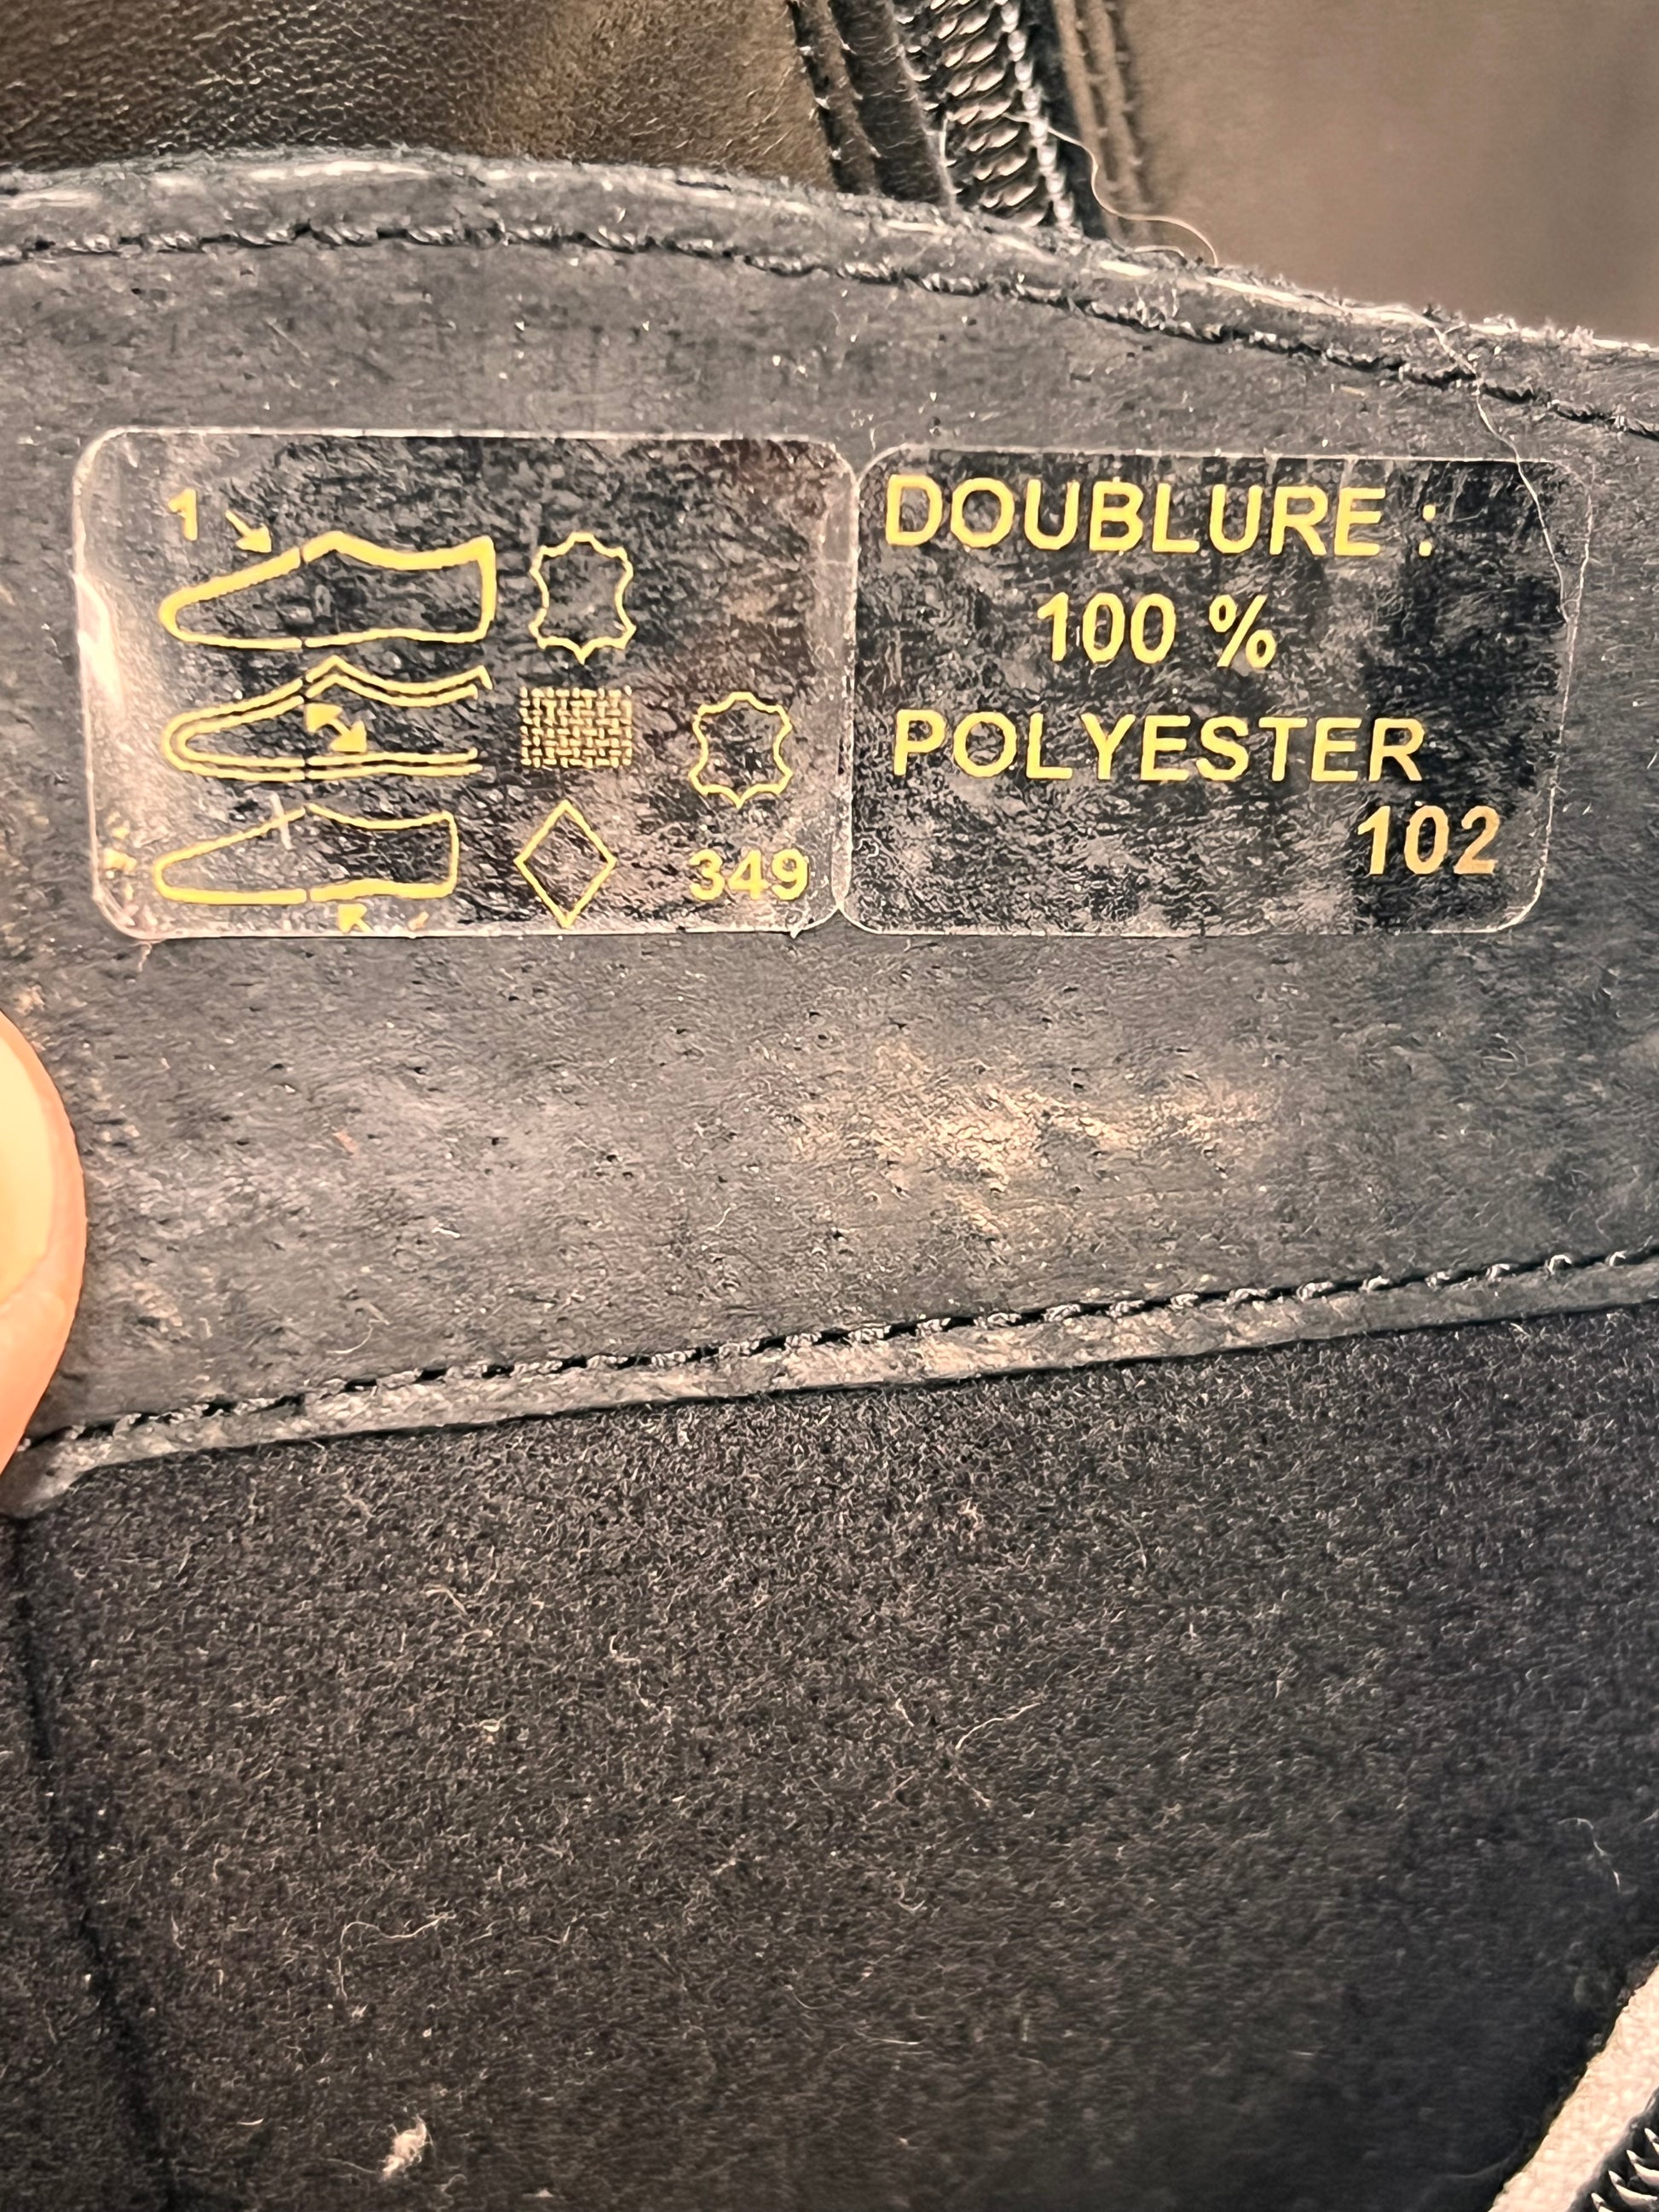 1
349
DOUBLURE :
100 %
POLYESTER
102